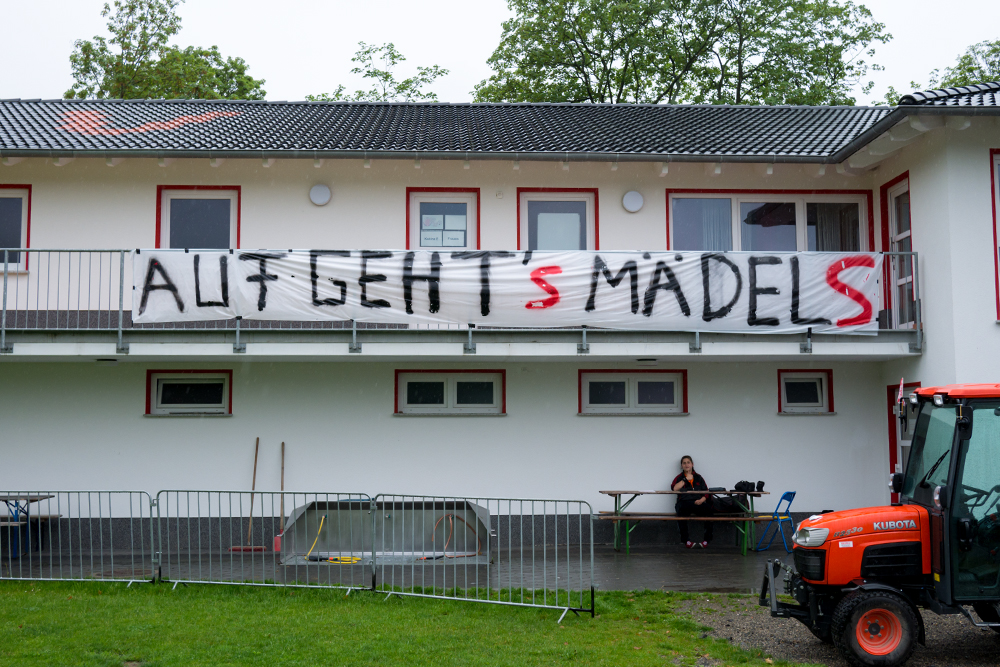 AUF GEHT's MÄDELS
KUBOTA